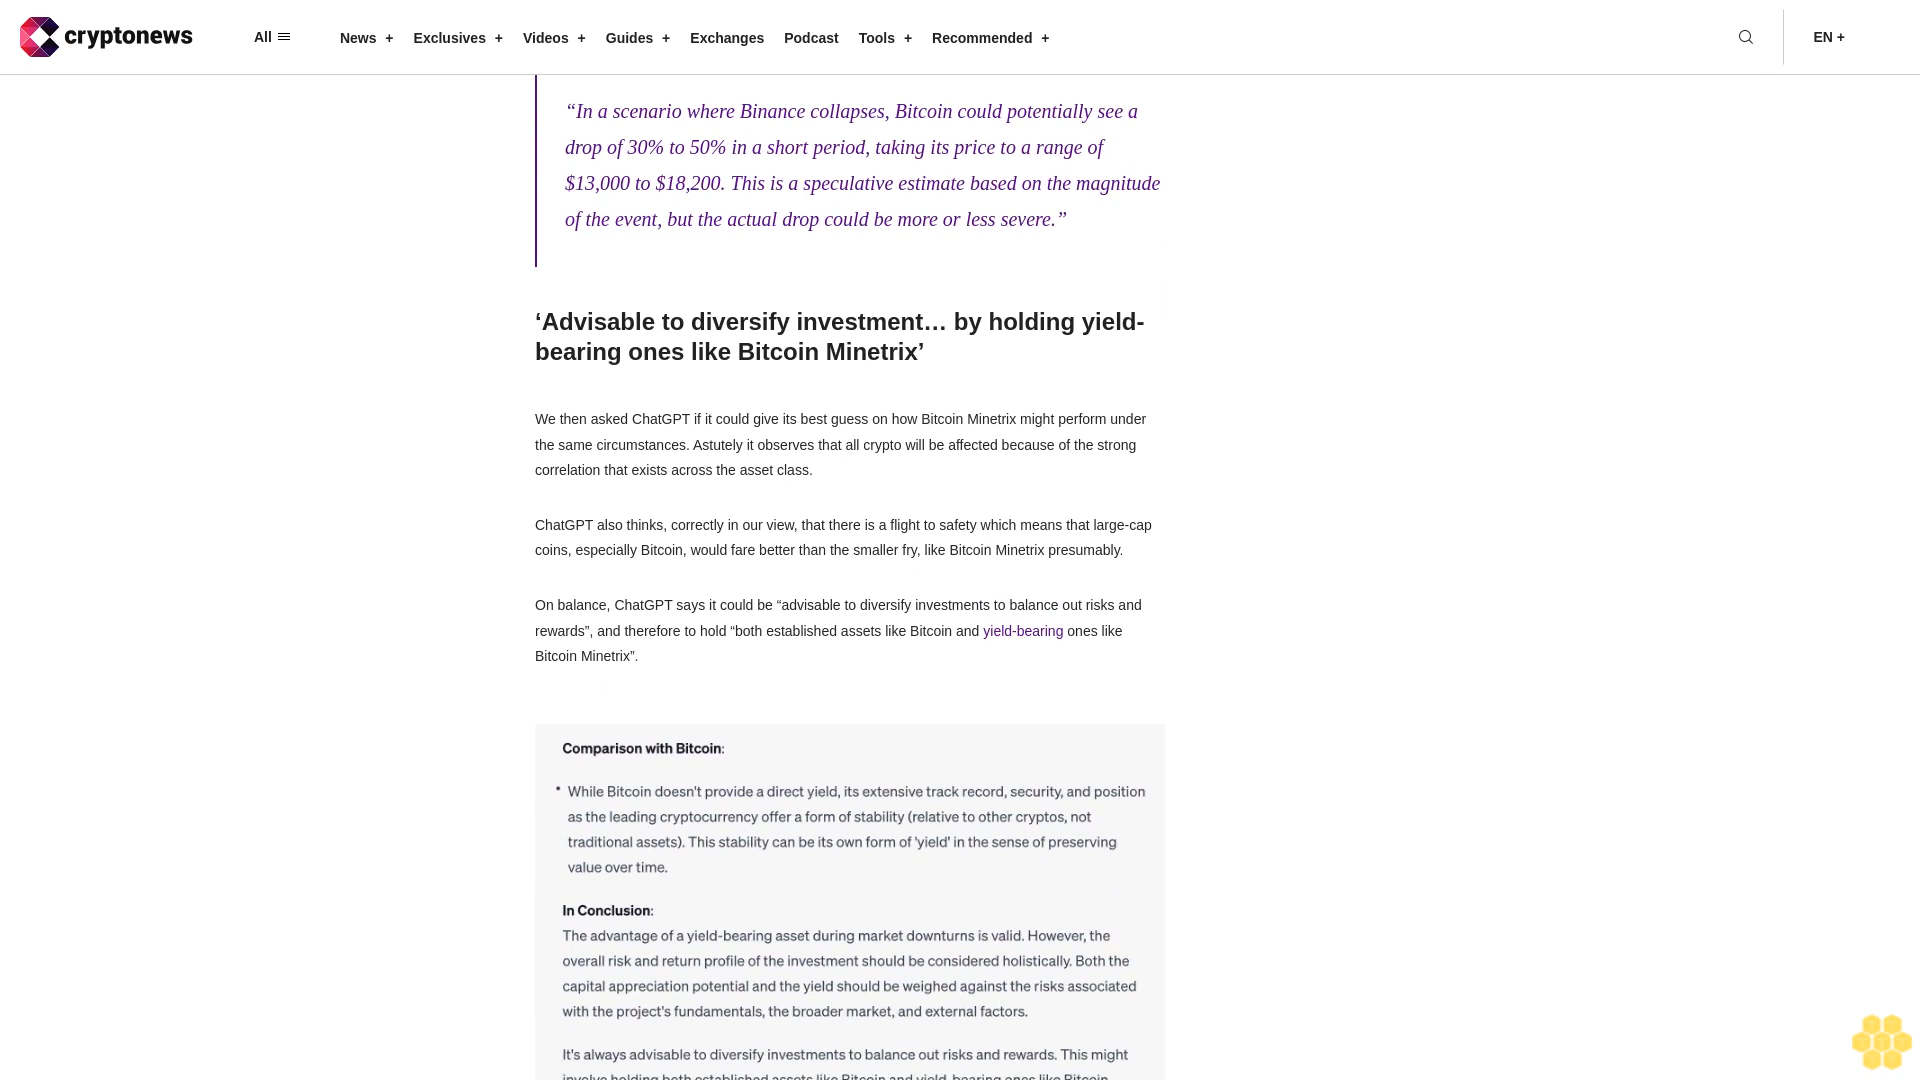 cryptonews
All
News +
Exclusives +
Videos +
Guides +
Exchanges
Podcast
Tools +
Recommended +
EN +
“In a scenario where Binance collapses, Bitcoin could potentially see a
drop of 30% to 50% in a short period, taking its price to a range of
$13,000 to $18,200. This is a speculative estimate based on the magnitude
of the event, but the actual drop could be more or less severe.”
‘Advisable to diversify investment… by holding yield-
bearing ones like Bitcoin Minetrix’
We then asked ChatGPT if it could give its best guess on how Bitcoin Minetrix might perform under
the same circumstances. Astutely it observes that all crypto will be affected because of the strong
correlation that exists across the asset class.
ChatGPT also thinks, correctly in our view, that there is a flight to safety which means that large-cap
coins, especially Bitcoin, would fare better than the smaller fry, like Bitcoin Minetrix presumably.
On balance, ChatGPT says it could be “advisable to diversify investments to balance out risks and
rewards”, and therefore to hold “both established assets like Bitcoin and yield-bearing ones like
Bitcoin Minetrix”.
Comparison with Bitcoin:
• While Bitcoin doesn't provide a direct yield, its extensive track record, security, and position
as the leading cryptocurrency offer a form of stability (relative to other cryptos, not
traditional assets). This stability can be its own form of 'yield' in the sense of preserving
value over time.
In Conclusion:
The advantage of a yield-bearing asset during market downturns is valid. However, the
overall risk and return profile of the investment should be considered holistically. Both the
capital appreciation potential and the yield should be weighed against the risks associated
with the project's fundamentals, the broader market, and external factors.
It's always advisable to diversify investments to balance out risks and rewards. This might
involve holding both established assets like Bitcoin and yield-bearing ones like Bitcoin